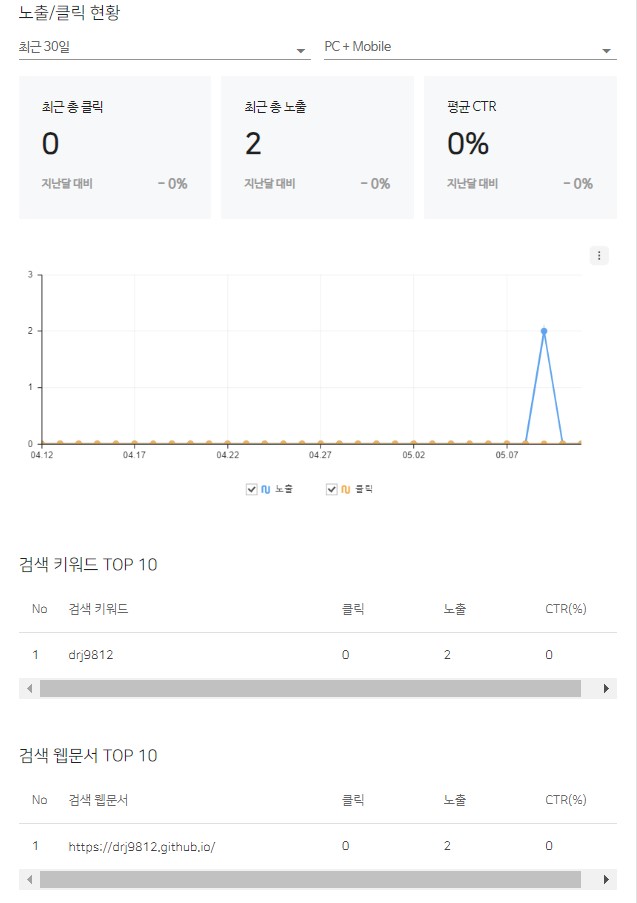 노출/클릭 현황
최근 30일 PC + Mobile
최근 총 클릭 최근 총 노출 평균 CTR
0 2 0%
지난달 대비 - 0% 지난달 대비 - 0% 지난달 대비 - 0%
3
2
1
0
04.12 04.17 04.22 04.27 05.02 05.07
노출 클릭
검색 키워드 TOP 10
No 검색 키워드 클릭 노출 CTR(%)
1 drj9812 0 2 0
검색 웹문서 TOP 10
No 검색 웹문서 클릭 노출 CTR(%)
1 https://drj9812.github.io/ 0 2 0